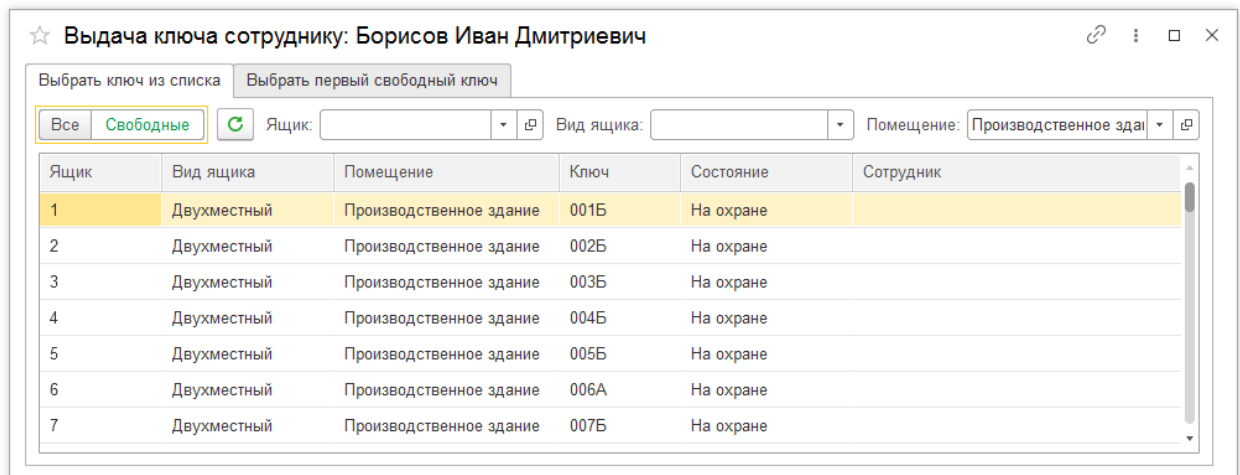 Выдача ключа сотруднику: Борисов Иван Дмитриевич
Выбрать ключ из списка Выбрать первый свободный ключ
Все Свободные Ящик: Вид ящика: Помещение: Производственное здан
Ящик Вид ящика Помещение Ключ Состояние Сотрудник
1 Двухместный Производственное здание 001Б На охране
2 Двухместный Производственное здание 002Б На охране
3 Двухместный Производственное здание 003Б На охране
4 Двухместный Производственное здание 004Б На охране
5 Двухместный Производственное здание 005Б На охране
6 Двухместный Производственное здание 006А На охране
7 Двухместный Производственное здание 007Б На охране